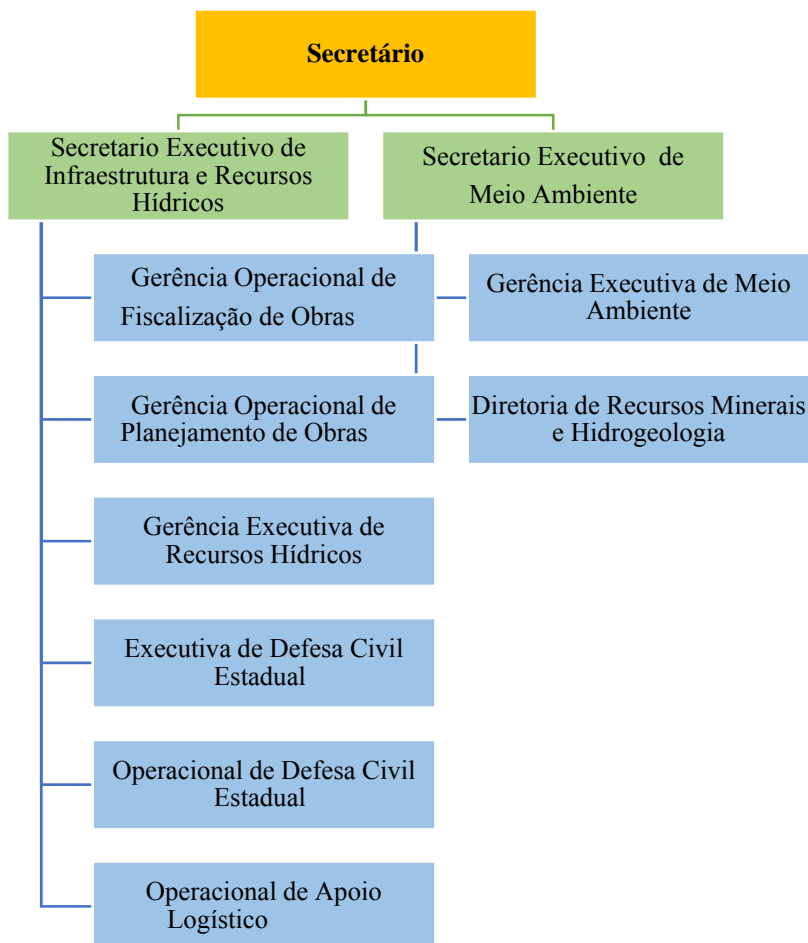 Secretário
Secretario Executivo de
Infraestrutura e Recursos
Hídricos
Secretario Executivo de
Meio Ambiente
Gerência Operacional de
Fiscalização de Obras
Gerência Executiva de Meio
Ambiente
Gerência Operacional de
Planejamento de Obras
Diretoria de Recursos Minerais
e Hidrogeologia
Gerência Executiva de
Recursos Hídricos
Executiva de Defesa Civil
Estadual
Operacional de Defesa Civil
Estadual
Operacional de Apoio
Logístico